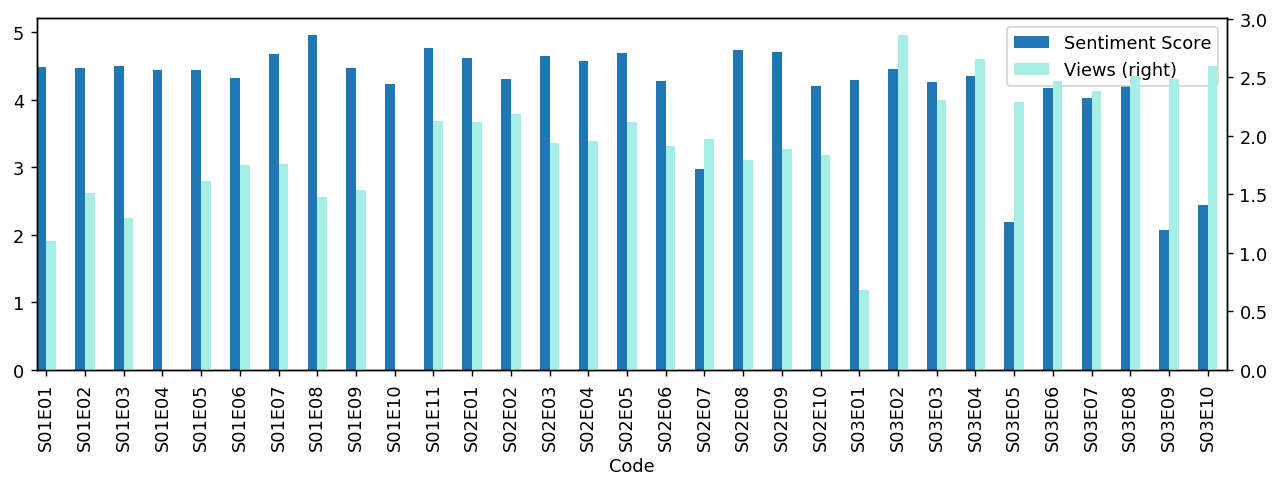 5
4
3
2
1
0
3.0
2.5
2.0
1.5
1.0
0.5
0.0
Sentiment Score
Views (right)
S01E01
S01E02
S01E03
S01E04
S01E05
S01E06
S01E07
S01E08
S01E09
S01E10
S01E11
S02E01
S02E02
S02E03
S02E04
S02E05
S02E06
S02E07
S02E08
S02E09
S02E10
S03E01
S03E02
S03E03
S03E04
S03E05
S03E06
S03E07
S03E08
S03E09
S03E10
Code